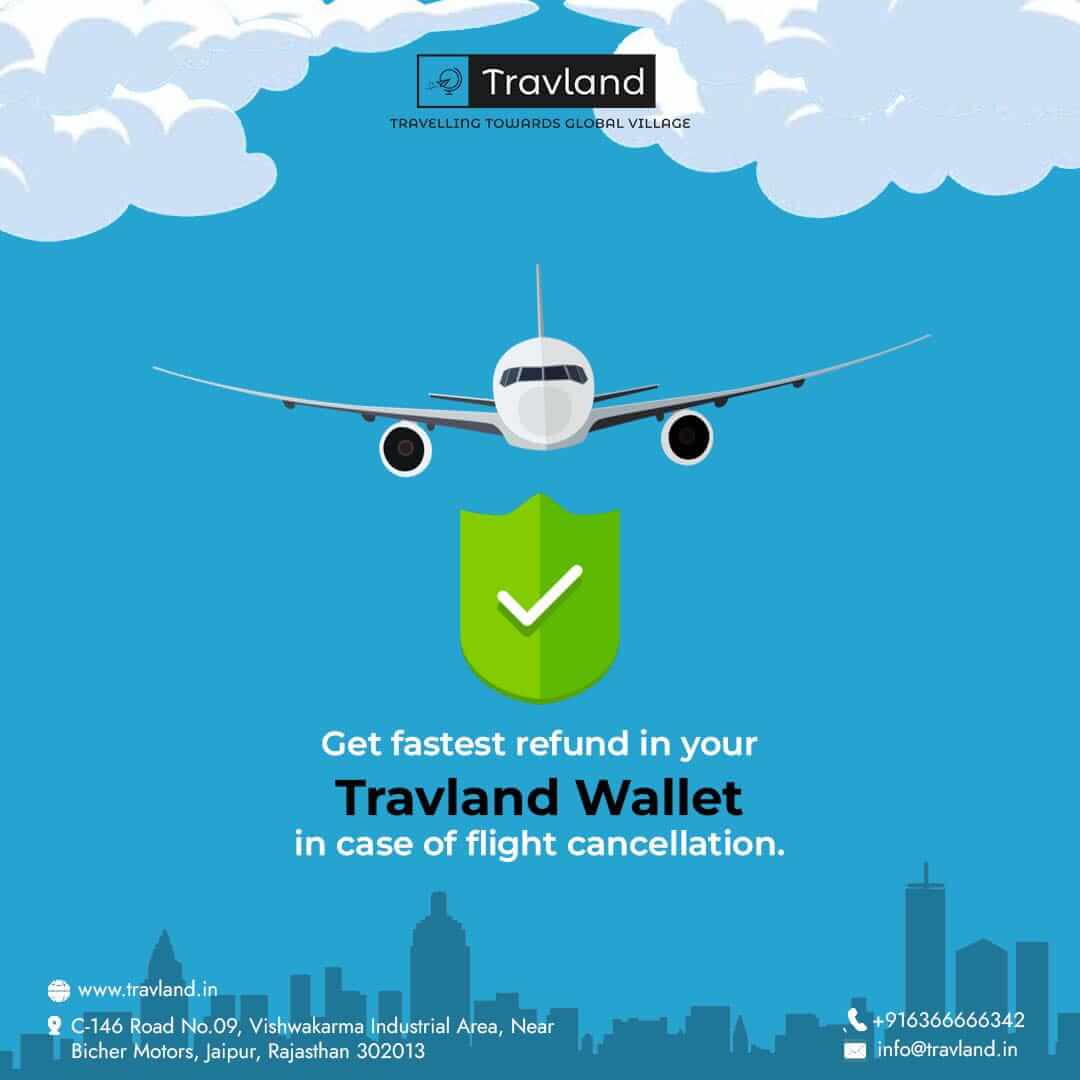 Travland
TRAVELLING TOWARDS GLOBAL VILLAGE
Get fastest refund in your
Travland Wallet
in case of flight cancellation.
www.travland.in
C-146 Road No.09, Vishwakarma Industrial Area, Near
Bicher Motors, Jaipur, Rajasthan 302013
+916366666342
info@travland.in